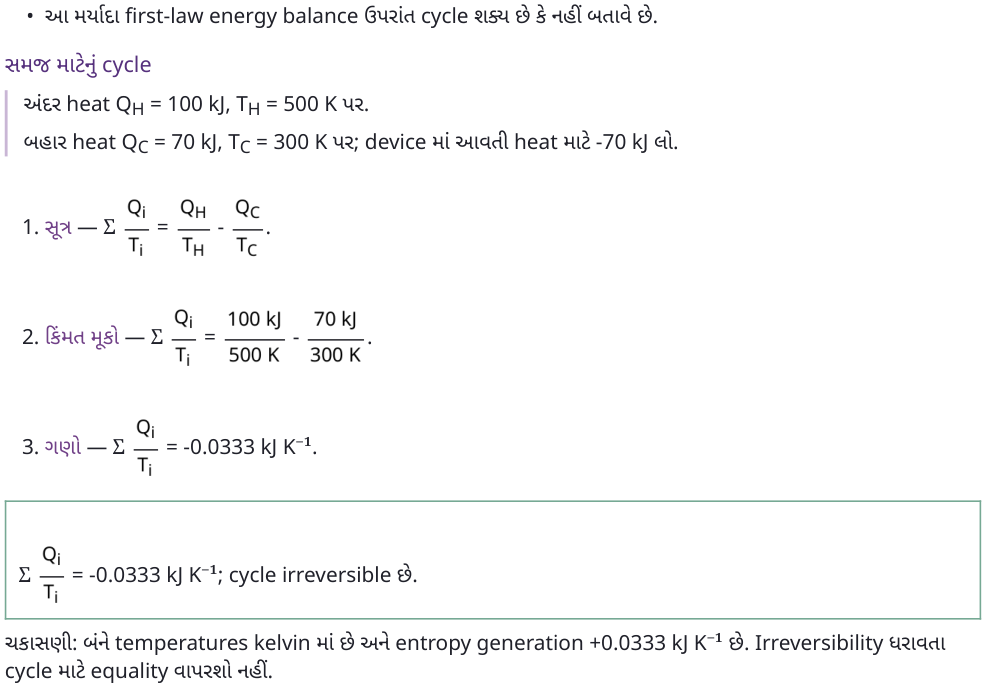 • આ મર્યાદા first-law energy balance ઉપરાંત cycle શક્ય છે કે નહીં બતાવે છે.
સમજ માટેનું cycle
અંદર heat Q_H = 100 kJ, T_H = 500 K પર.
બહાર heat Q_C = 70 kJ, T_C = 300 K પર; device માં આવતી heat માટે -70 kJ લો.
1. સૂત્ર — Σ Q_i/T_i = Q_H/T_H - Q_C/T_C.
2. કિંમત મૂકો — Σ Q_i/T_i = 100 kJ/500 K - 70 kJ/300 K.
3. ગણો — Σ Q_i/T_i = -0.0333 kJ K⁻¹.
Σ Q_i/T_i = -0.0333 kJ K⁻¹; cycle irreversible છે.
ચકાસણી: બંને temperatures kelvin માં છે અને entropy generation +0.0333 kJ K⁻¹ છે. Irreversibility ધરાવતા
cycle માટે equality વાપરશો નહીં.